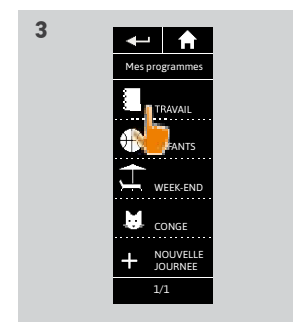 3
Mes programmes
TRAVAIL
FANTS
WEEK-END
CONGE
NOUVELLE
JOURNEE
1/1